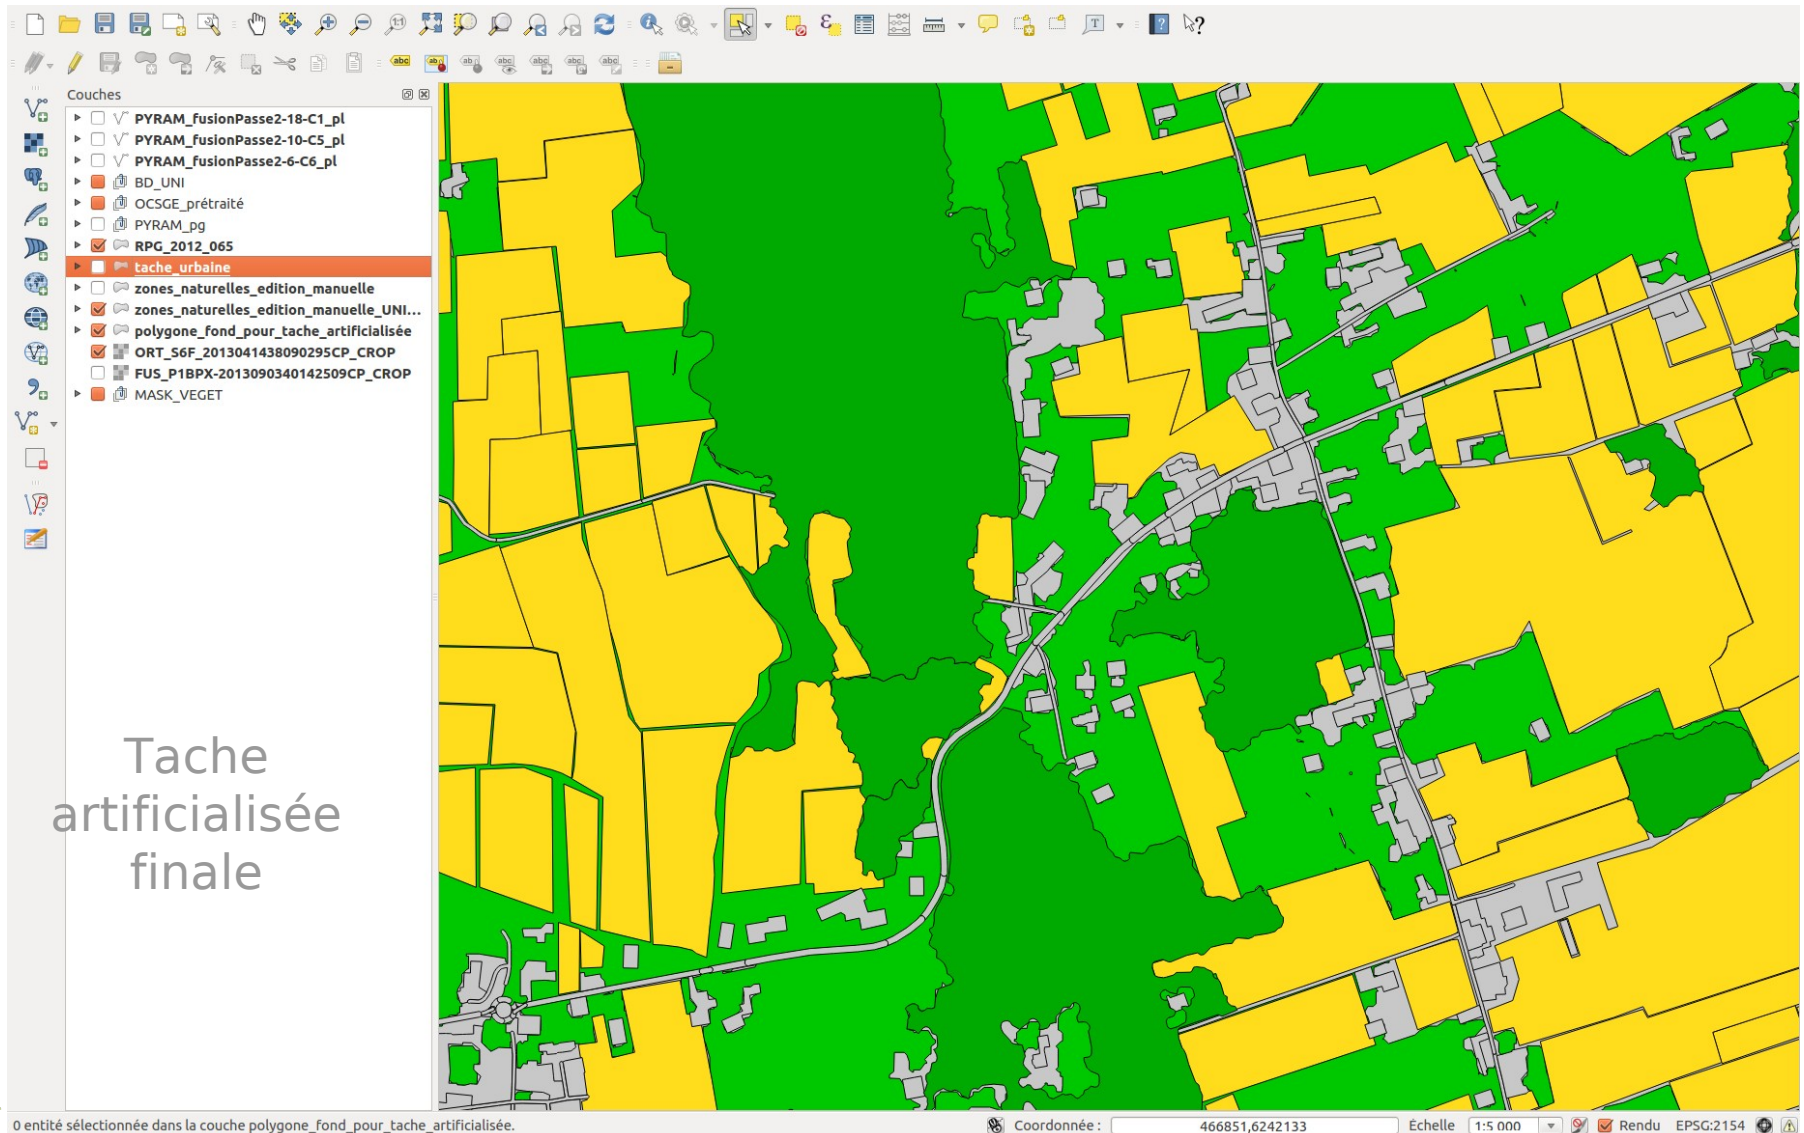 Couches
PYRAM_fusionPasse2-18-C1_pl
PYRAM_fusionPasse2-10-C5_pl
PYRAM_fusionPasse2-6-C6_pl
BD_UNI
OCSGE_prétraité
PYRAM_pg
RPG_2012_065
tache_urbaine
zones_naturelles_edition_manuelle
zones_naturelles_edition_manuelle_UNI...
polygone_fond_pour_tache_artificialisée
ORT_S6F_2013041438090295CP_CROP
FUS_P1BPX-2013090340142509CP_CROP
MASK_VEGET
Tache
artificialisée
finale
0 entité sélectionnée dans la couche polygone_fond_pour_tache_artificialisée.
Coordonnée : 466851,6242133 Échelle 1:5 000 Rendu EPSG:2154